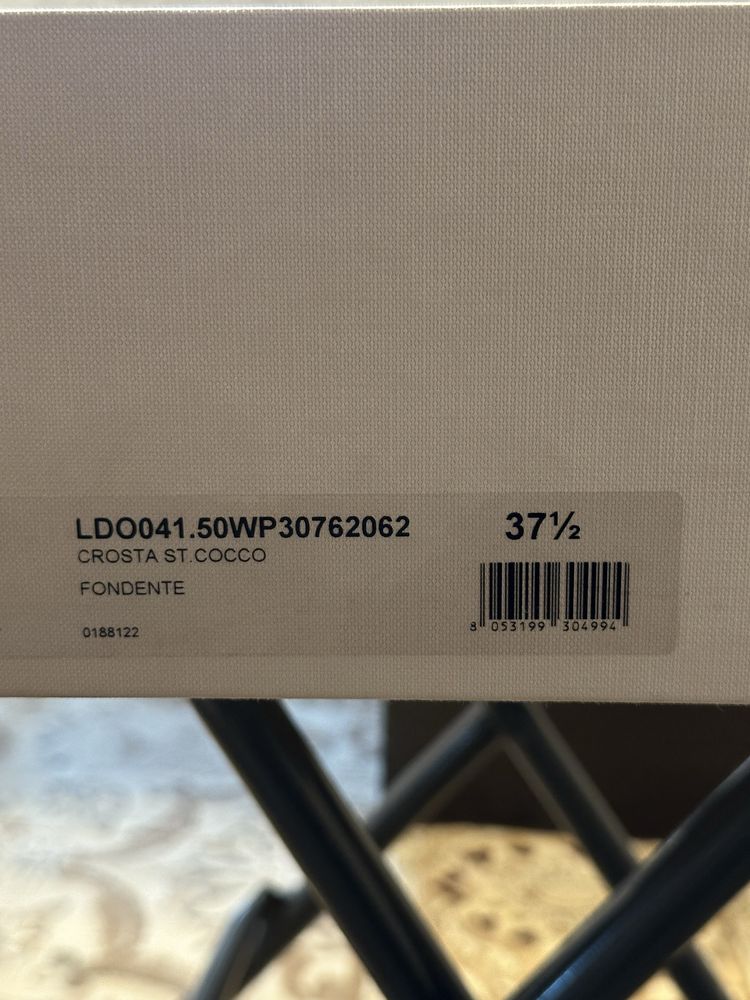 LDO041.50WP30762062
37½
CROSTA ST.COCCO
FONDENTE
0188122
8 053199 304994